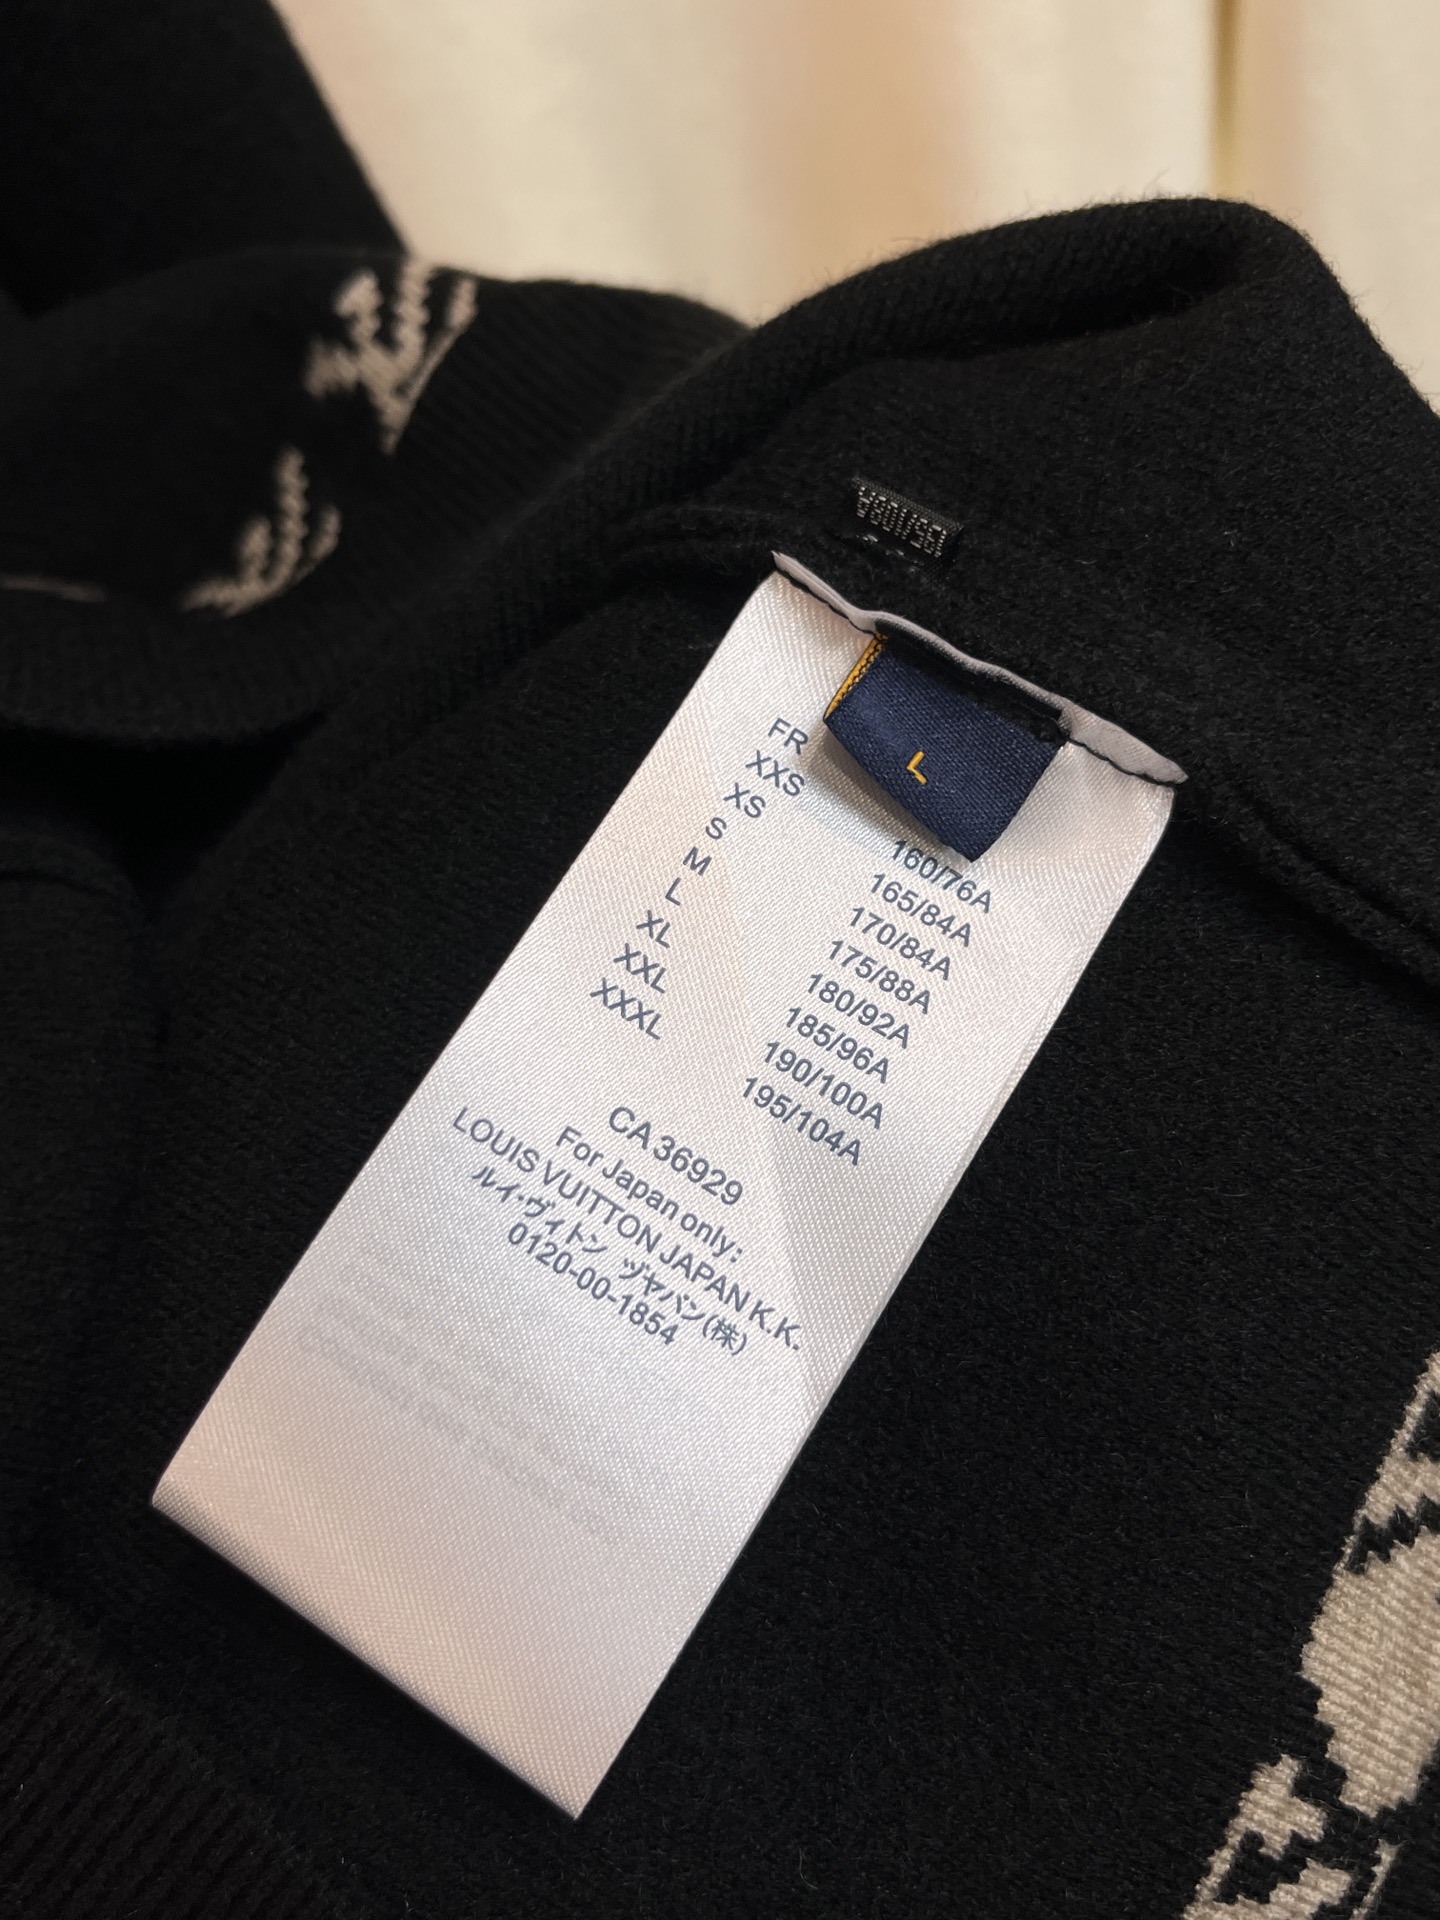 185/100A
L
FR
XXS 160/76A
XS 165/84A
S 170/84A
M 175/88A
L 180/92A
XL 185/96A
XXL 190/100A
XXXL 195/104A
CA 36929
For Japan only:
LOUIS VUITTON JAPAN K.K.
ルイ・ヴィトン ジャパン(株)
0120-00-1854